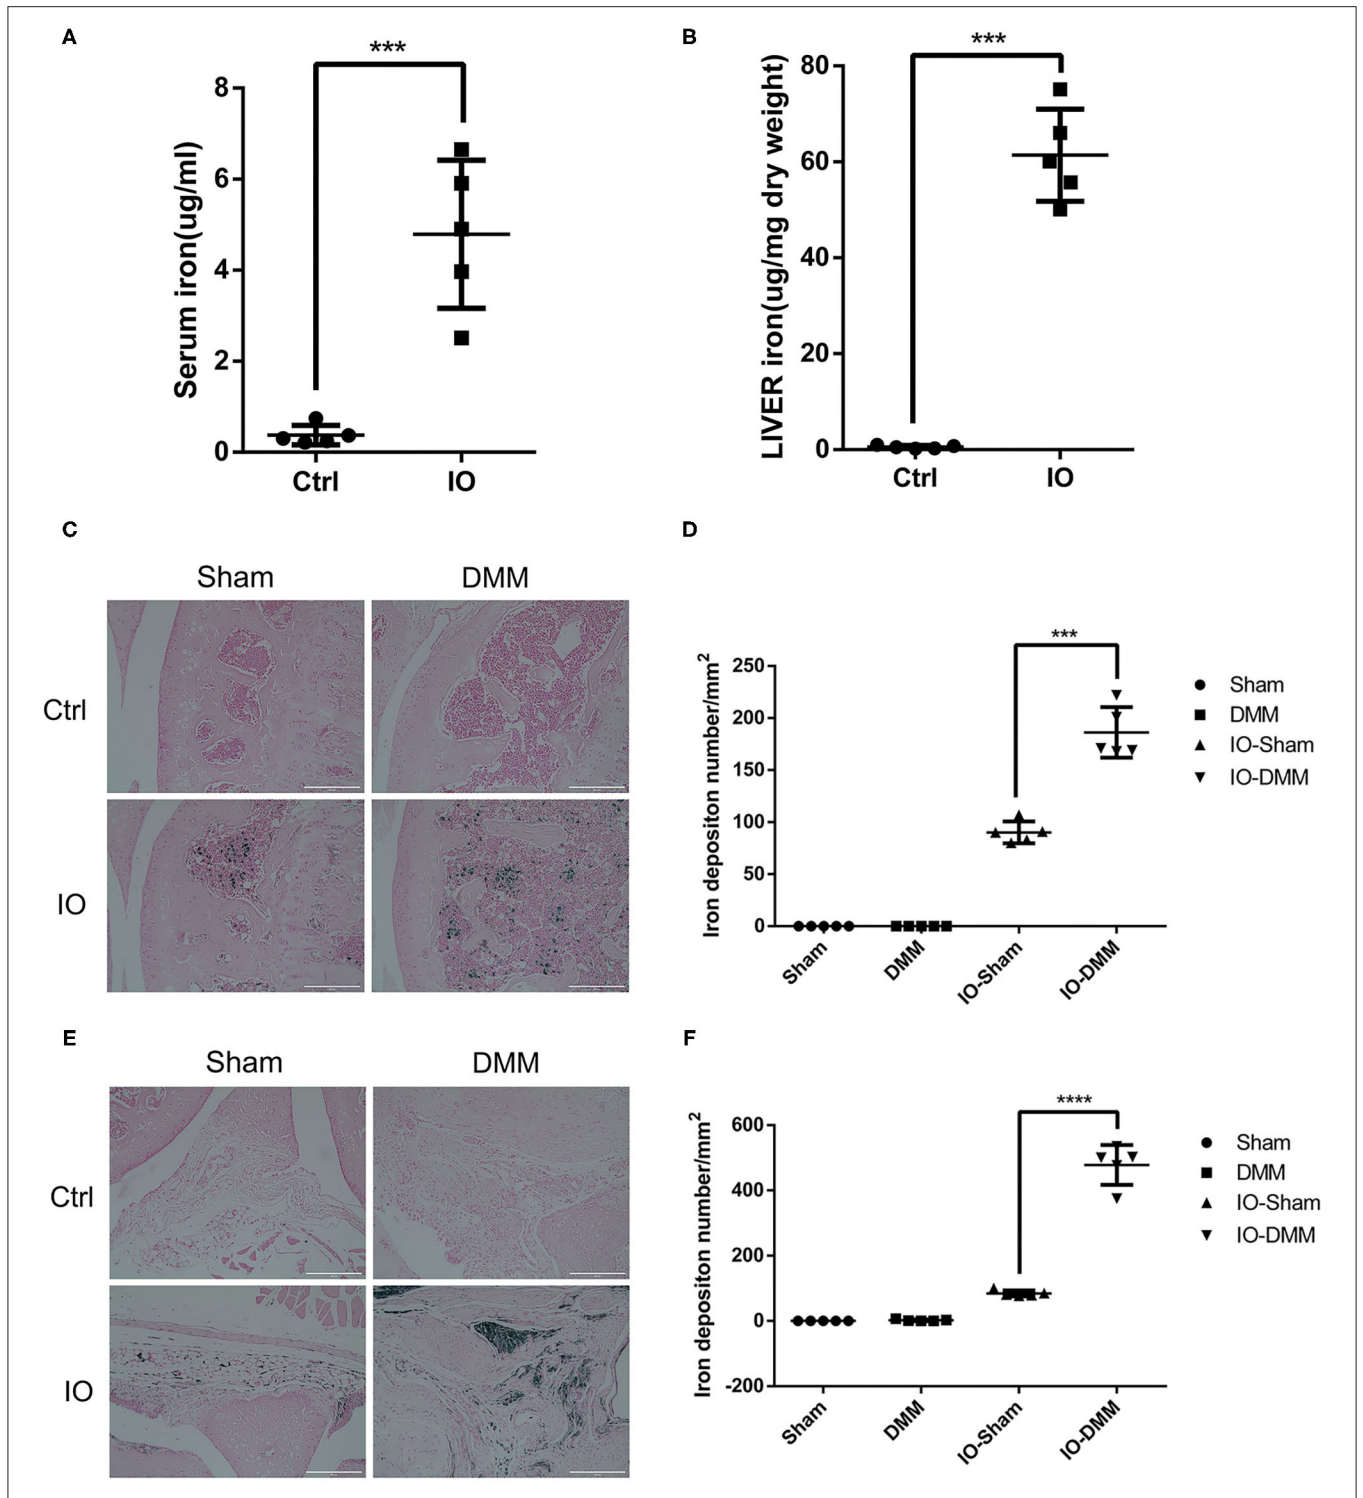 A
***
Serum iron(ug/ml)
8
6
4
2
0
Ctrl
IO
B
***
LIVER iron(ug/mg dry weight)
80
60
40
20
0
Ctrl
IO
C
Sham
DMM
Ctrl
IO
D
***
Iron depositon number/mm²
250
200
150
100
50
0
Sham
DMM
IO-Sham
IO-DMM
Sham
DMM
IO-Sham
IO-DMM
E
Sham
DMM
Ctrl
IO
F
****
Iron depositon number/mm²
600
400
200
0
-200
Sham
DMM
IO-Sham
IO-DMM
Sham
DMM
IO-Sham
IO-DMM